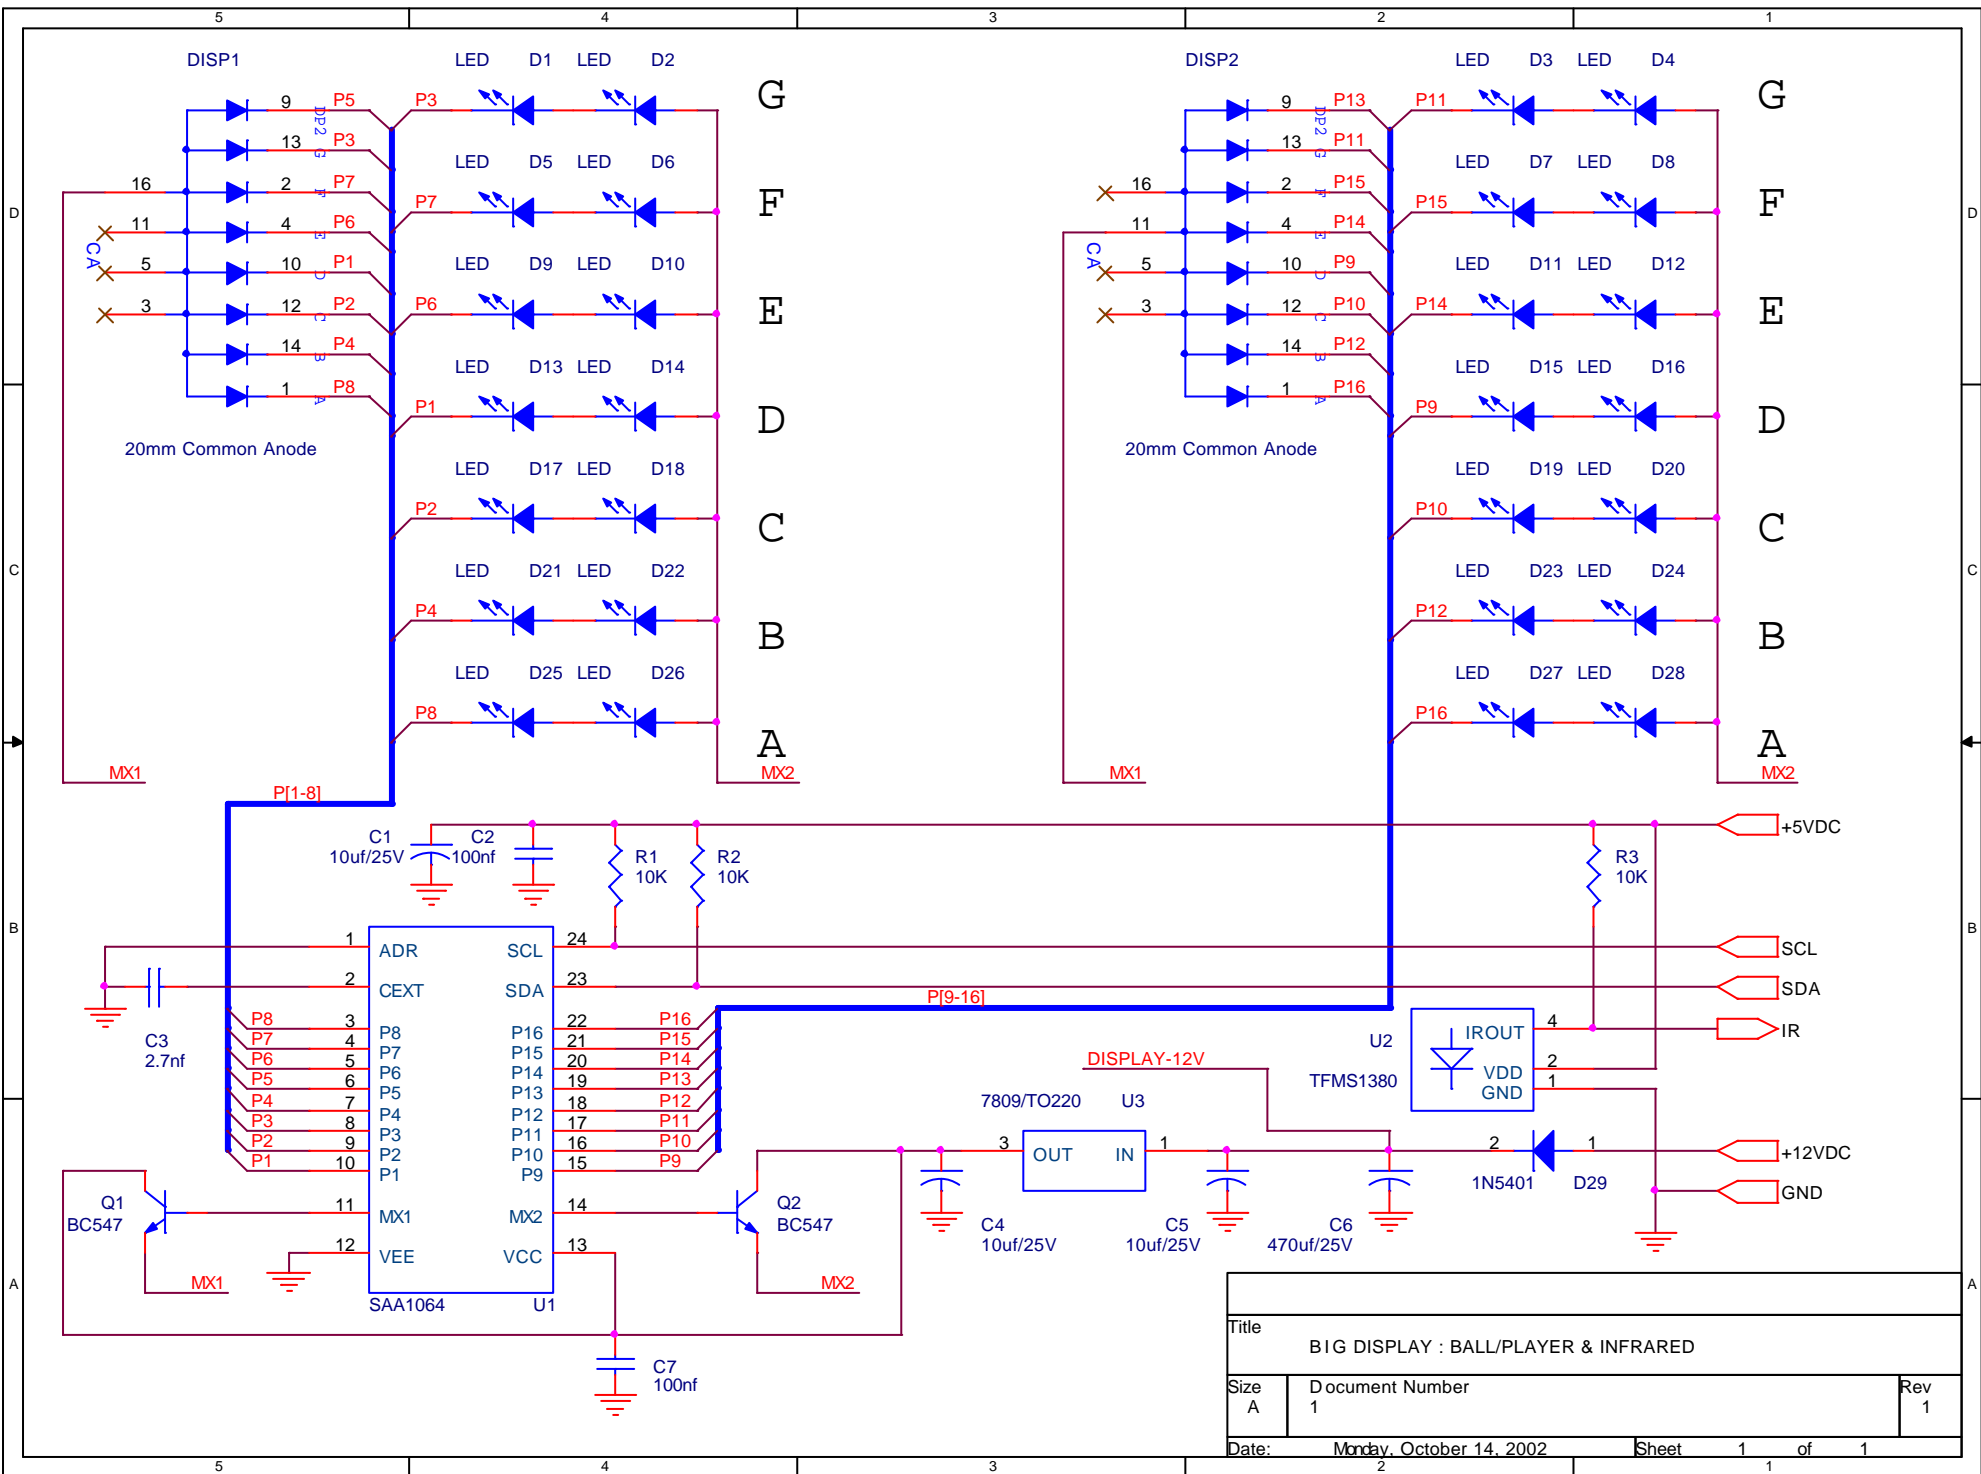 5 4 3 2 1
DISP1
LED D1 LED D2
G
9 DP2 P5
13 G P3
2 F P7
4 E P6
10 D P1
12 C P2
14 B P4
1 A P8
16
11
5
3
CA
20mm Common Anode
MX1
P3
LED D5 LED D6
F
P7
LED D9 LED D10
E
P6
LED D13 LED D14
D
P1
LED D17 LED D18
C
P2
LED D21 LED D22
B
P4
LED D25 LED D26
A
P8
MX2
P[1-8]
DISP2
LED D3 LED D4
G
9 DP2 P13
13 G P11
2 F P15
4 E P14
10 D P9
12 C P10
14 B P12
1 A P16
16
11
5
3
CA
20mm Common Anode
MX1
P11
LED D7 LED D8
F
P15
LED D11 LED D12
E
P14
LED D15 LED D16
D
P9
LED D19 LED D20
C
P10
LED D23 LED D24
B
P12
LED D27 LED D28
A
P16
MX2
+5VDC
C1
10uf/25V
C2
100nf
R1
10K
R2
10K
R3
10K
SCL
SDA
IR
P[9-16]
1 ADR SCL 24
2 CEXT SDA 23
C3
2.7nf
P8 3 P8 P16 22 P16
P7 4 P7 P15 21 P15
P6 5 P6 P14 20 P14
P5 6 P5 P13 19 P13
P4 7 P4 P12 18 P12
P3 8 P3 P11 17 P11
P2 9 P2 P10 16 P10
P1 10 P1 P9 15 P9
11 MX1 MX2 14
12 VEE VCC 13
SAA1064 U1
Q1
BC547
MX1
Q2
BC547
MX2
C7
100nf
DISPLAY-12V
7809/TO220 U3
3 OUT IN 1
C4
10uf/25V
C5
10uf/25V
C6
470uf/25V
U2
TFMS1380
IROUT 4
VDD 2
GND 1
2 1
1N5401 D29
+12VDC
GND
Title
BIG DISPLAY : BALL/PLAYER & INFRARED
Size
A
Document Number
1
Rev
1
Date: Monday, October 14, 2002 Sheet 1 of 1
5 4 3 2 1
D
C
B
A
D
C
B
A